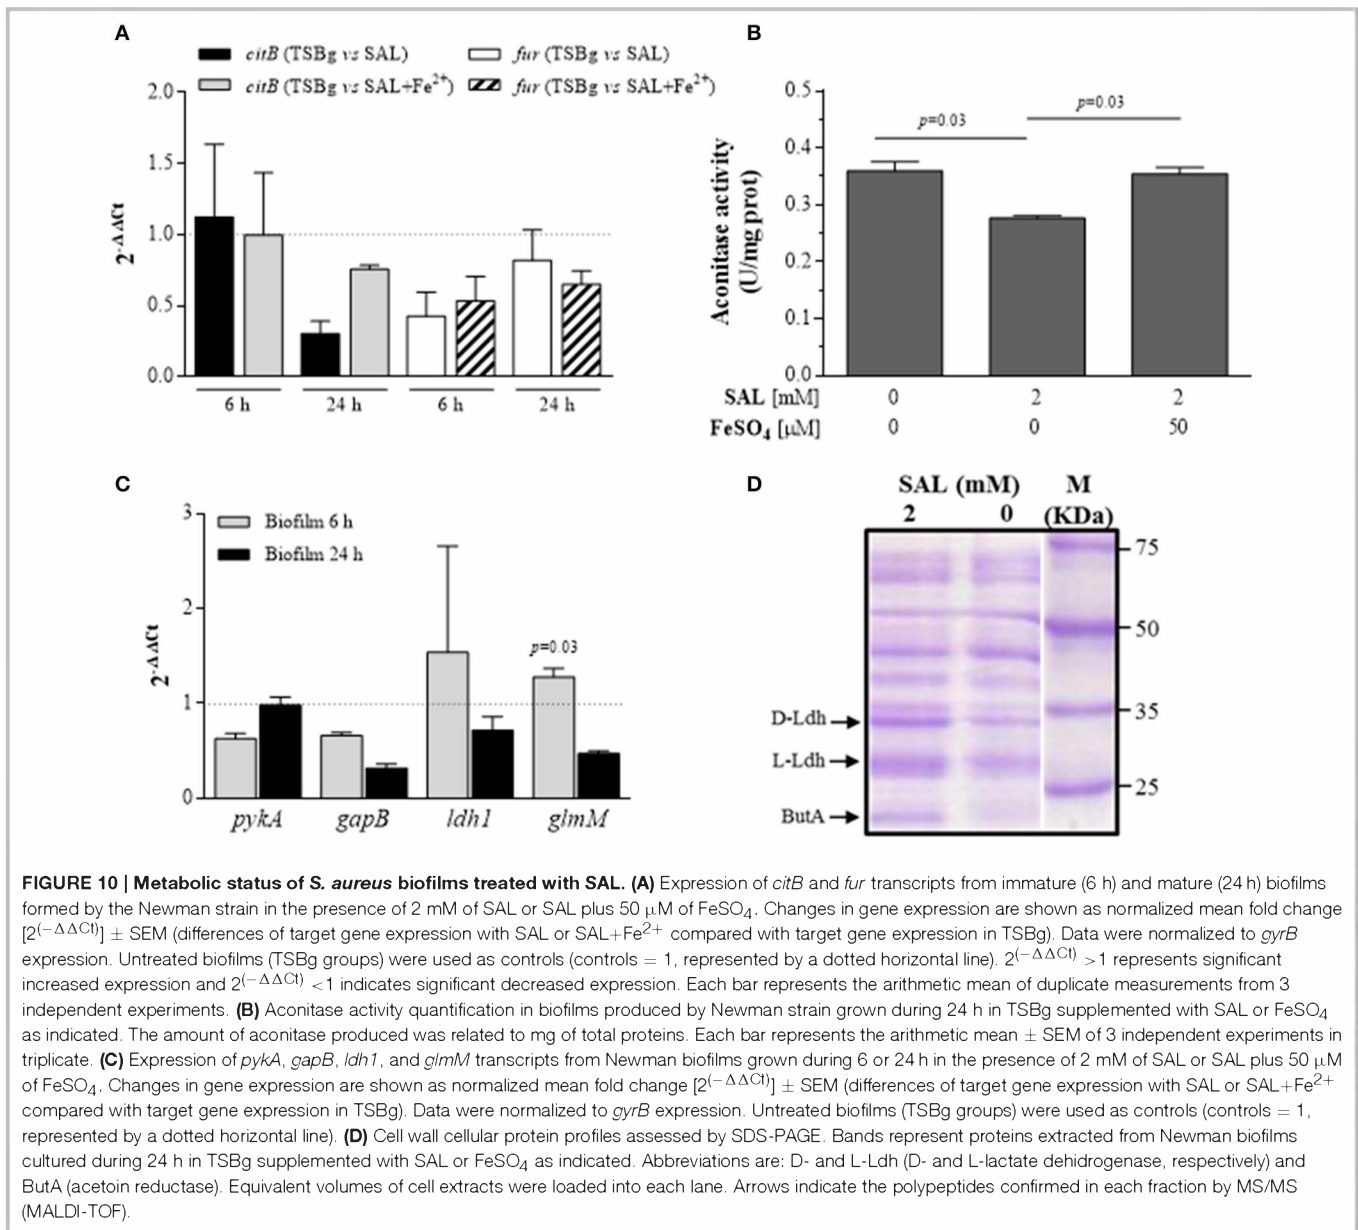 A
citB (TSBg vs SAL)
fur (TSBg vs SAL)
citB (TSBg vs SAL+Fe2+)
fur (TSBg vs SAL+Fe2+)
2.0
1.5
1.0
0.5
0.0
2-ΔΔCt
6 h
24 h
6 h
24 h
B
0.5
0.4
0.3
0.2
0.1
0.0
Aconitase activity
(U/mg prot)
p=0.03
p=0.03
SAL [mM] 0 2 2
FeSO4 [µM] 0 0 50
C
Biofilm 6 h
Biofilm 24 h
3
2
1
0
2-ΔΔCt
p=0.03
pykA gapB ldh1 glmM
D
SAL (mM) M
2 0 (KDa)
75
50
35
25
D-Ldh
L-Ldh
ButA
FIGURE 10 | Metabolic status of S. aureus biofilms treated with SAL. (A) Expression of citB and fur transcripts from immature (6 h) and mature (24 h) biofilms
formed by the Newman strain in the presence of 2 mM of SAL or SAL plus 50 µM of FeSO4. Changes in gene expression are shown as normalized mean fold change
[2(−ΔΔCt)] ± SEM (differences of target gene expression with SAL or SAL+Fe2+ compared with target gene expression in TSBg). Data were normalized to gyrB
expression. Untreated biofilms (TSBg groups) were used as controls (controls = 1, represented by a dotted horizontal line). 2(−ΔΔCt) >1 represents significant
increased expression and 2(−ΔΔCt) <1 indicates significant decreased expression. Each bar represents the arithmetic mean of duplicate measurements from 3
independent experiments. (B) Aconitase activity quantification in biofilms produced by Newman strain grown during 24 h in TSBg supplemented with SAL or FeSO4
as indicated. The amount of aconitase produced was related to mg of total proteins. Each bar represents the arithmetic mean ± SEM of 3 independent experiments in
triplicate. (C) Expression of pykA, gapB, ldh1, and glmM transcripts from Newman biofilms grown during 6 or 24 h in the presence of 2 mM of SAL or SAL plus 50 µM
of FeSO4. Changes in gene expression are shown as normalized mean fold change [2(−ΔΔCt)] ± SEM (differences of target gene expression with SAL or SAL+Fe2+
compared with target gene expression in TSBg). Data were normalized to gyrB expression. Untreated biofilms (TSBg groups) were used as controls (controls = 1,
represented by a dotted horizontal line). (D) Cell wall cellular protein profiles assessed by SDS-PAGE. Bands represent proteins extracted from Newman biofilms
cultured during 24 h in TSBg supplemented with SAL or FeSO4 as indicated. Abbreviations are: D- and L-Ldh (D- and L-lactate dehidrogenase, respectively) and
ButA (acetoin reductase). Equivalent volumes of cell extracts were loaded into each lane. Arrows indicate the polypeptides confirmed in each fraction by MS/MS
(MALDI-TOF).